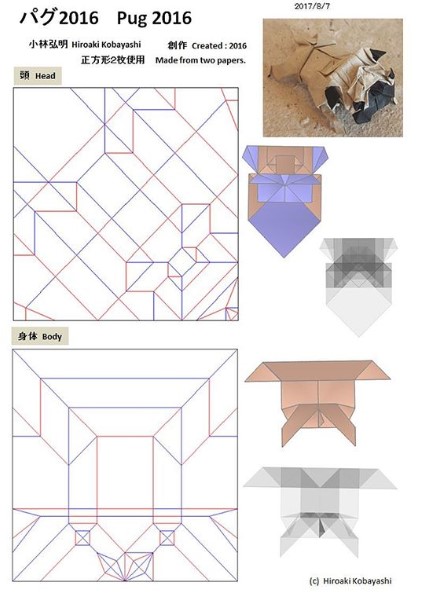 2017/8/7
パグ2016 Pug 2016
小林弘明 Hiroaki Kobayashi 創作 Created : 2016
正方形2枚使用 Made from two papers.
頭 Head
身体 Body
(c) Hiroaki Kobayashi